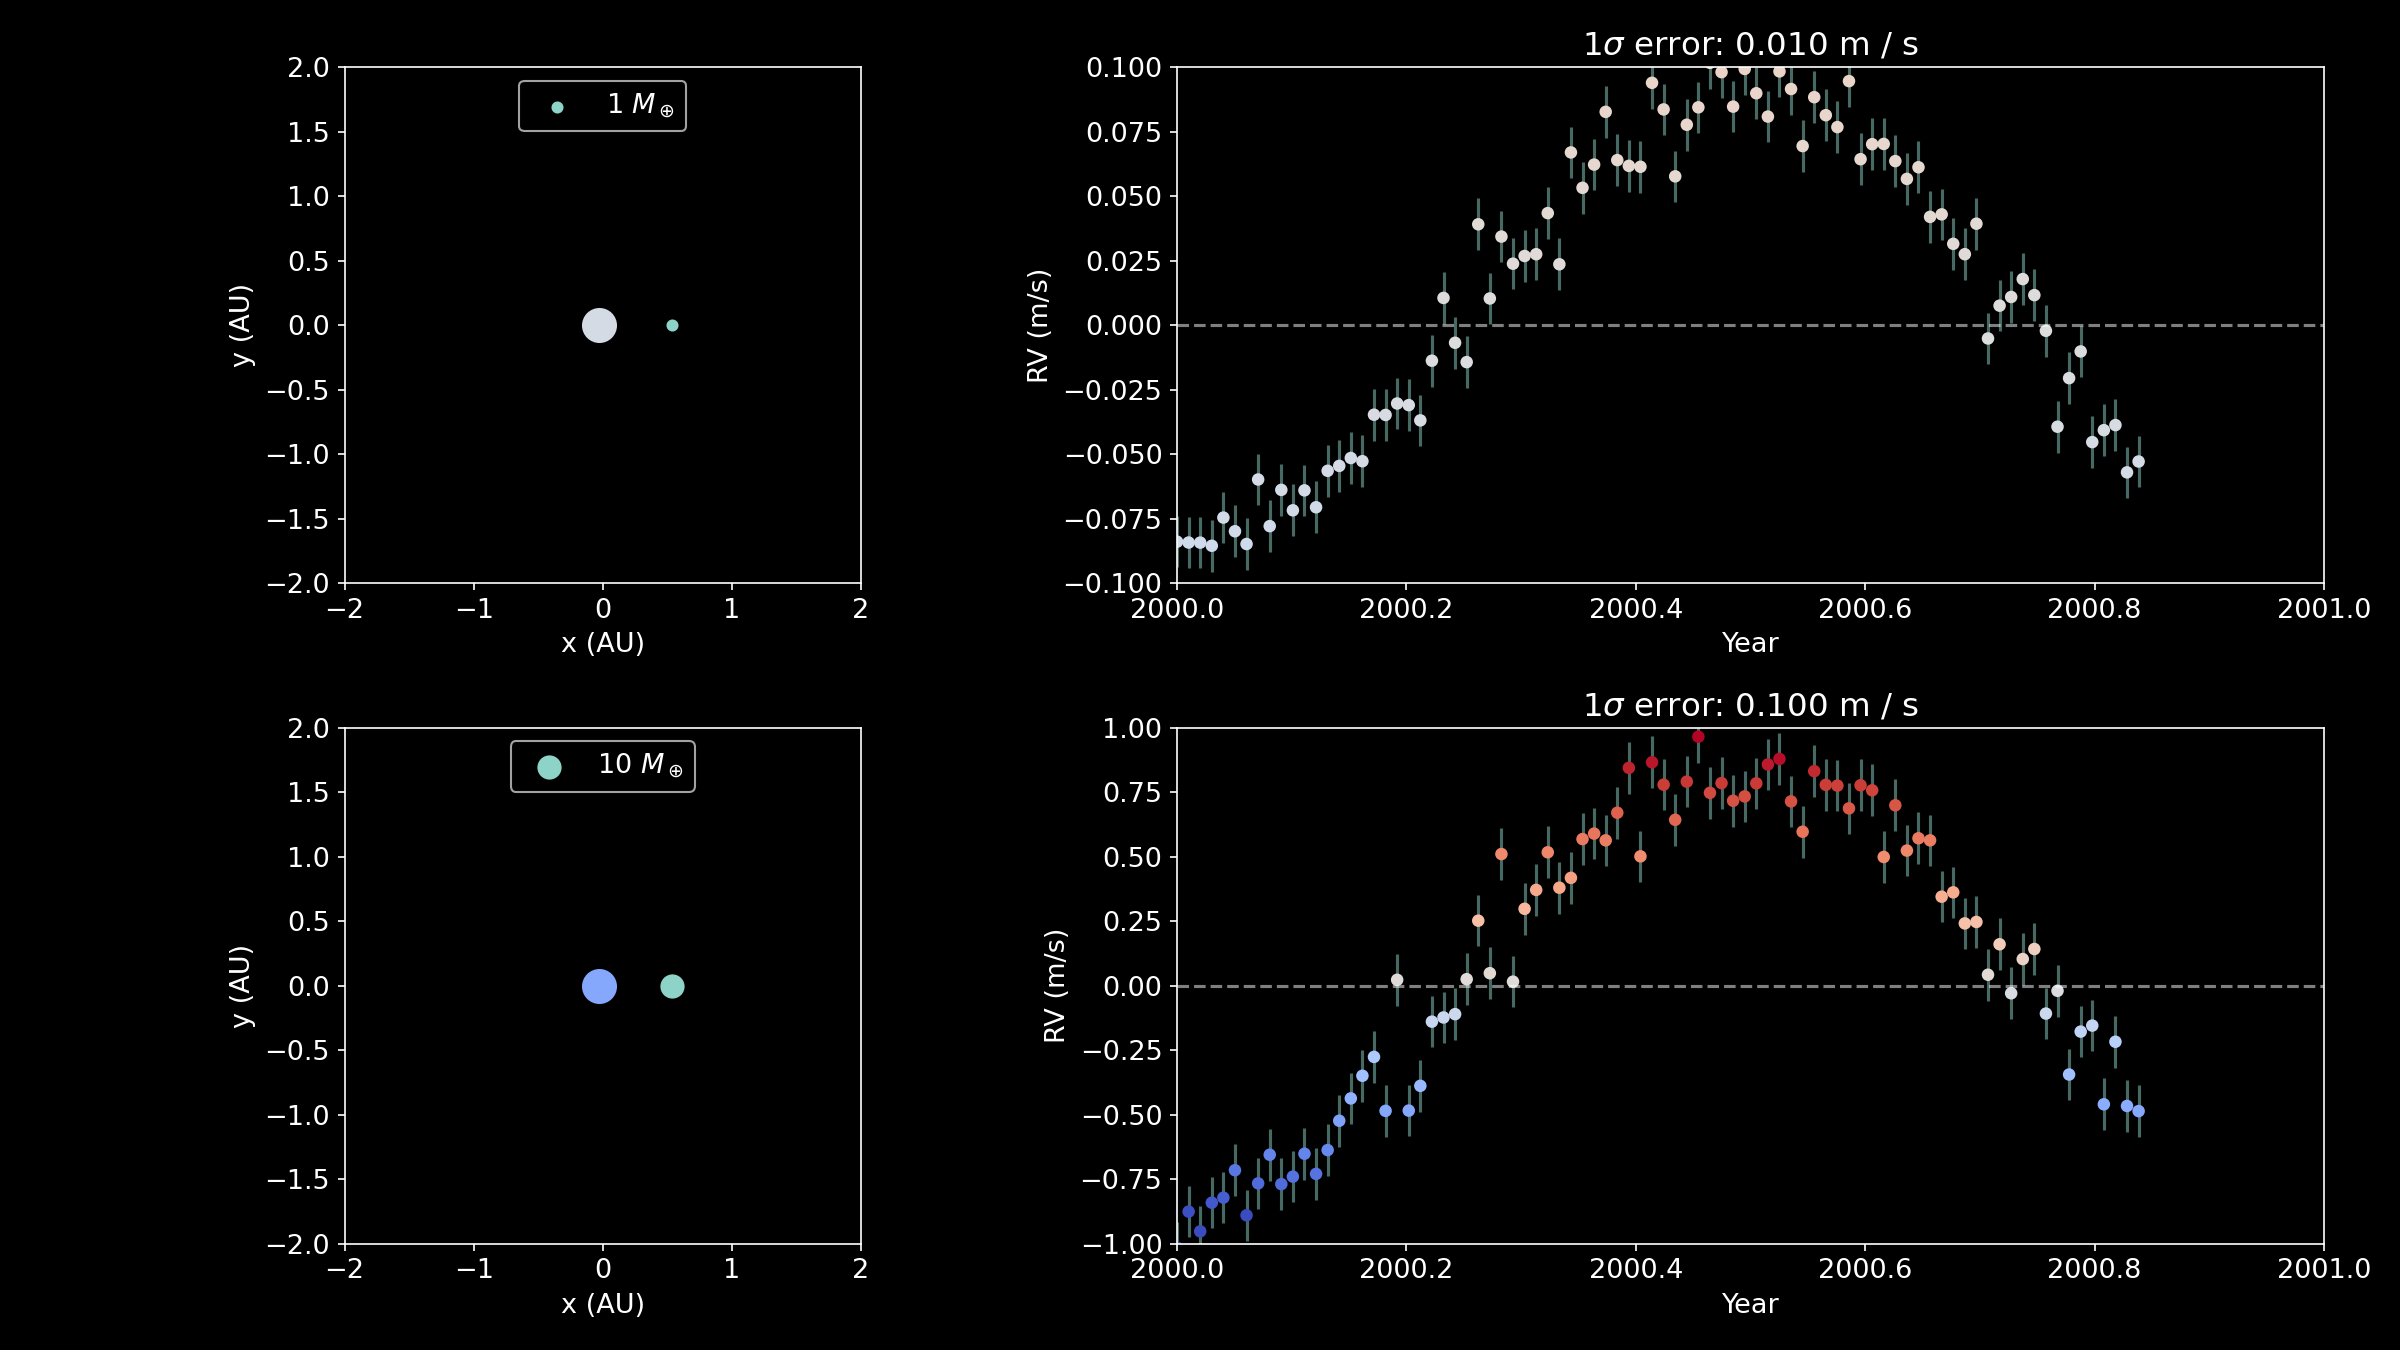 1 M⊕
2.0
1.5
1.0
0.5
0.0
−0.5
−1.0
−1.5
−2.0
y (AU)
−2 −1 0 1 2
x (AU)
1σ error: 0.010 m / s
0.100
0.075
0.050
0.025
0.000
−0.025
−0.050
−0.075
−0.100
RV (m/s)
2000.0 2000.2 2000.4 2000.6 2000.8 2001.0
Year
10 M⊕
2.0
1.5
1.0
0.5
0.0
−0.5
−1.0
−1.5
−2.0
y (AU)
−2 −1 0 1 2
x (AU)
1σ error: 0.100 m / s
1.00
0.75
0.50
0.25
0.00
−0.25
−0.50
−0.75
−1.00
RV (m/s)
2000.0 2000.2 2000.4 2000.6 2000.8 2001.0
Year